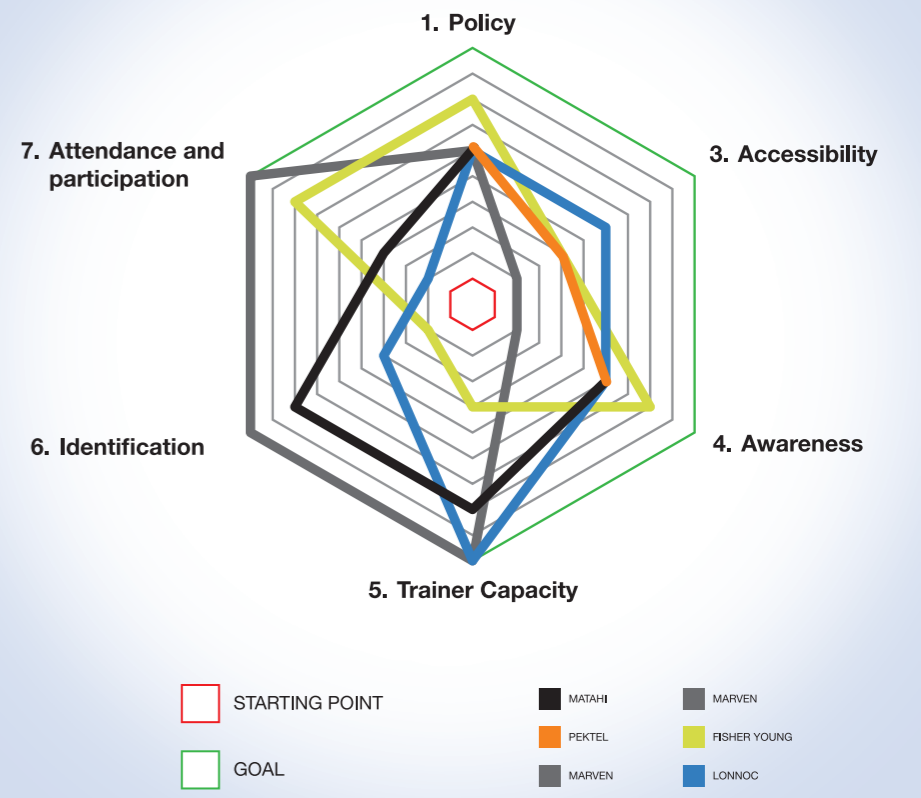 1. Policy
7. Attendance and
participation
3. Accessibility
6. Identification
4. Awareness
5. Trainer Capacity
STARTING POINT
GOAL
MATAHI
PEKTEL
MARVEN
MARVEN
FISHER YOUNG
LONNOC